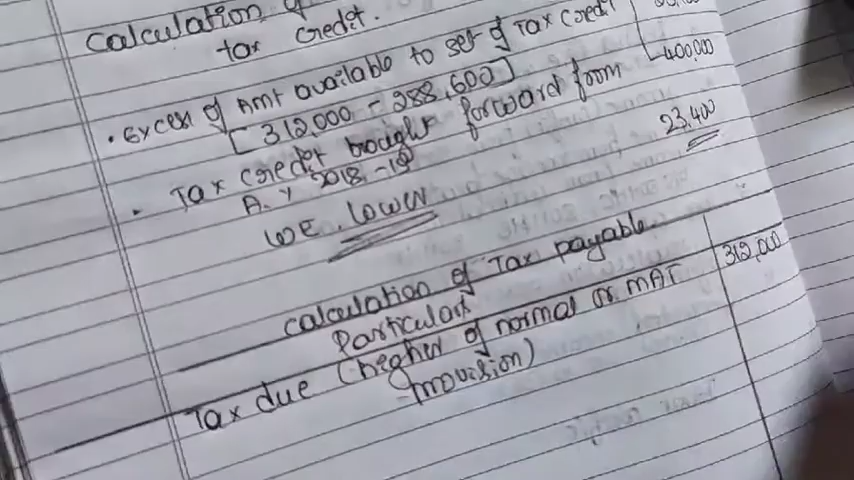 Calculation of
tax credit.
• Excess of AMT available to set of Tax credit
[312,000 - 288,600]
400,000
• Tax credit brought forward from
A.Y 2018-19
23,400
WE. LOWER
Calculation of Tax payable.
Particulars
Tax due (higher of normal or MAT
provision)
312,000